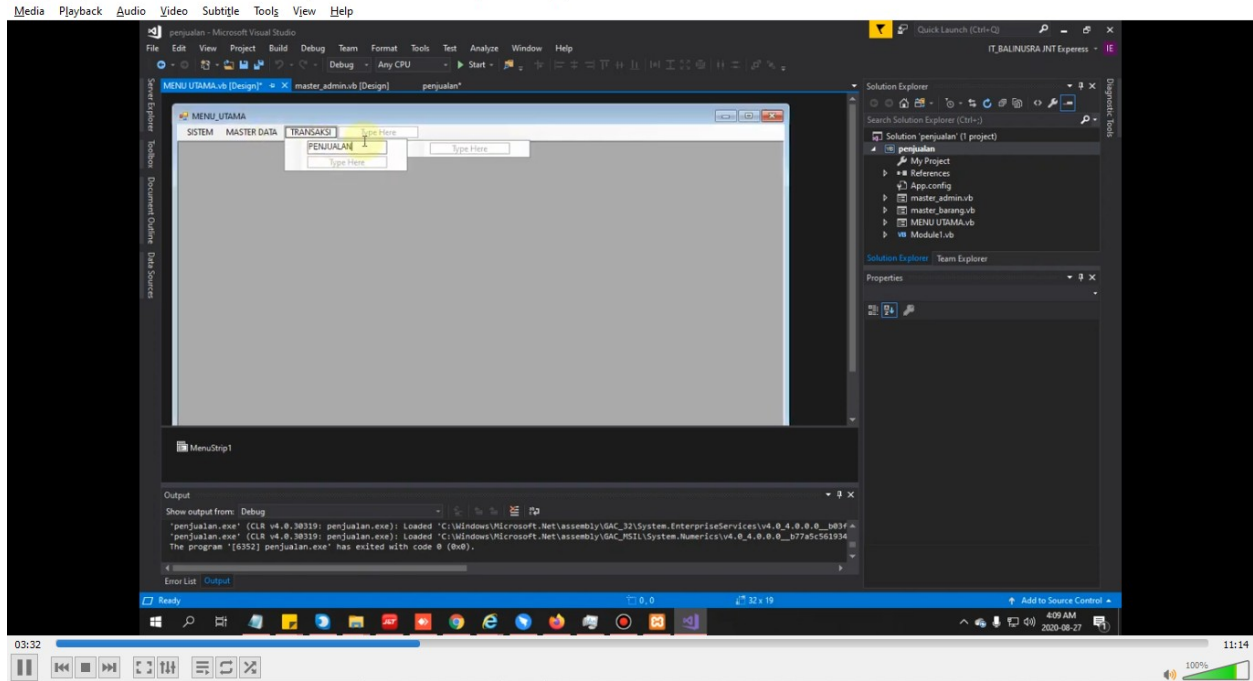 Media Playback Audio Video Subtitle Tools View Help
penjualan - Microsoft Visual Studio
Quick Launch (Ctrl+Q)
File Edit View Project Build Debug Team Format Tools Test Analyze Window Help
IT_BALINUSRA JNT Experess
IE
Debug Any CPU Start
MENU UTAMA.vb [Design]* master_admin.vb [Design] penjualan*
Server Explorer
Toolbox
Document Outline
Data Sources
MENU_UTAMA
SISTEM MASTER DATA TRANSAKSI Type Here
PENJUALAN Type Here
Type Here
MenuStrip1
Output
Show output from: Debug
'penjualan.exe' (CLR v4.0.30319: penjualan.exe): Loaded 'C:\Windows\Microsoft.Net\assembly\GAC_32\System.EnterpriseServices\v4.0_4.0.0.0__b03f
'penjualan.exe' (CLR v4.0.30319: penjualan.exe): Loaded 'C:\Windows\Microsoft.Net\assembly\GAC_MSIL\System.Numerics\v4.0_4.0.0.0__b77a5c561934
The program '[6352] penjualan.exe' has exited with code 0 (0x0).
Error List Output
Solution Explorer
Search Solution Explorer (Ctrl+;)
Solution 'penjualan' (1 project)
penjualan
My Project
References
App.config
master_admin.vb
master_barang.vb
MENU UTAMA.vb
Module1.vb
Solution Explorer Team Explorer
Properties
Diagnostic Tools
Ready 0, 0 32 x 19 Add to Source Control
J&T
4:09 AM
2020-08-27
03:32 11:14
100%